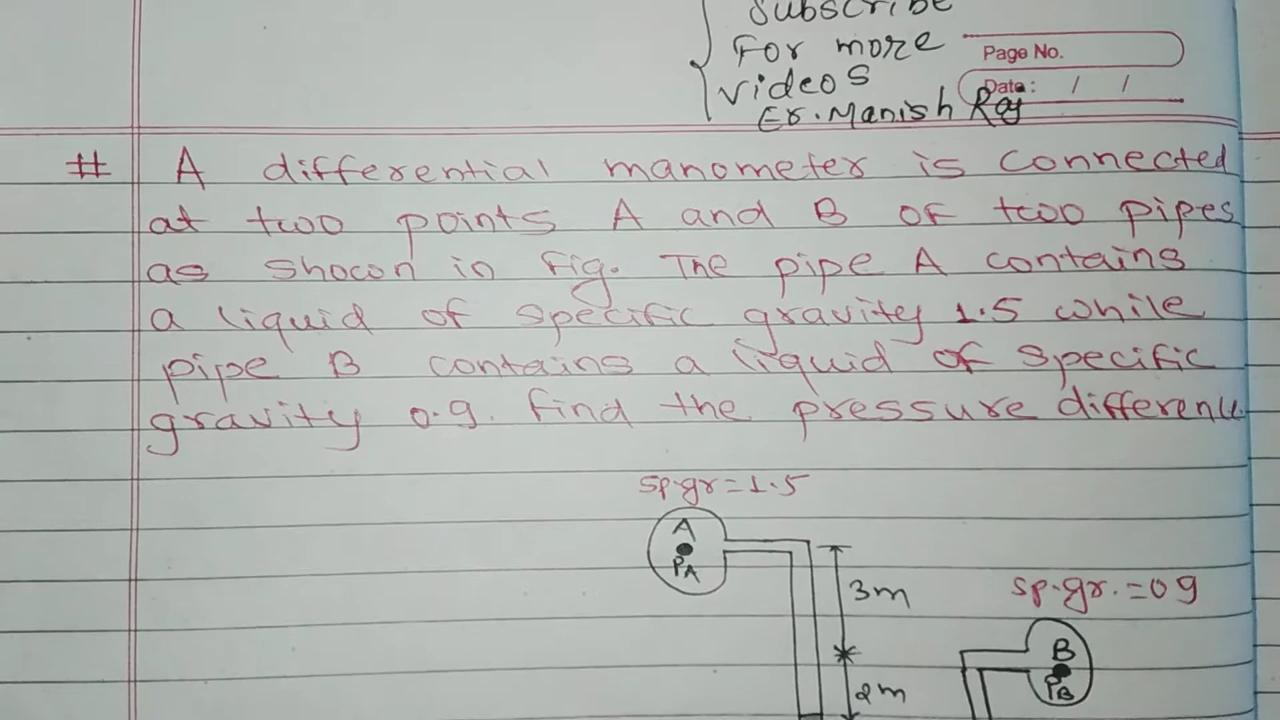 Subscribe
For more
videos
Er. Manish Raj
Page No.
Date: / /
# A differential manometer is connected
at two points A and B of two pipes
as shown in fig. The pipe A contains
a liquid of specific gravity 1.5 while
pipe B contains a liquid of specific
gravity 0.9. find the pressure difference
sp.gr = 1.5
A
PA
3m
sp.gr. = 0 9
B
PB
2m